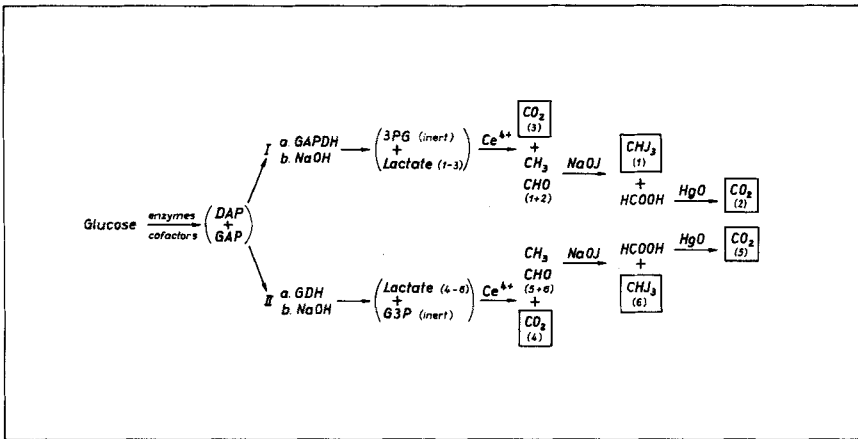 CO₂
(3)
I a. GAPDH
b. NaOH
(3PG (inert)
+
Lactate (1-3))
Ce⁴⁺
+
CH₃
CHO
(1+2)
NaOJ
CHJ₃
(1)
+
HCOOH
HgO
CO₂
(2)
Glucose
enzymes
cofactors
(DAP
+
GAP)
II a. GDH
b. NaOH
(Lactate (4-6)
+
G3P (inert))
Ce⁴⁺
CH₃
CHO
(5+6)
+
CO₂
(4)
NaOJ
HCOOH
+
CHJ₃
(6)
HgO
CO₂
(5)